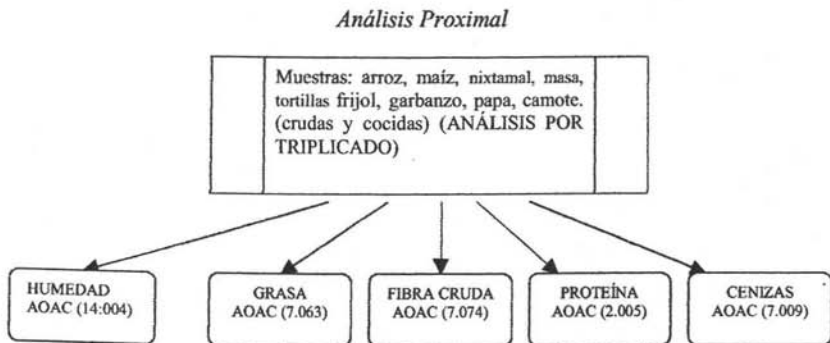 Análisis Proximal
Muestras: arroz, maíz, nixtamal, masa,
tortillas frijol, garbanzo, papa, camote.
(crudas y cocidas) (ANÁLISIS POR
TRIPLICADO)
HUMEDAD
AOAC (14:004)
GRASA
AOAC (7.063)
FIBRA CRUDA
AOAC (7.074)
PROTEÍNA
AOAC (2.005)
CENIZAS
AOAC (7.009)